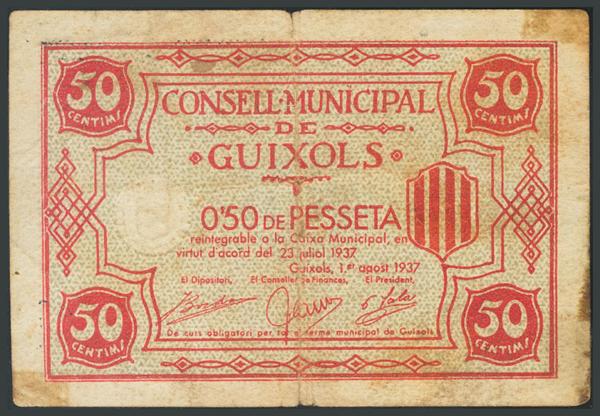 50 CENTIMS
50 CENTIMS
CONSELL·MUNICIPAL
DE
GUIXOLS
0'50 DE PESSETA
reintegrable a la Caixa Municipal, en
virtut d'acord del 23 juliol 1937
Guixols, 1.er agost 1937
El Dipositari, El Conseller de Finances, El President,
De curs obligatori per tot el terme municipal de Guixols
50 CENTIMS
50 CENTIMS